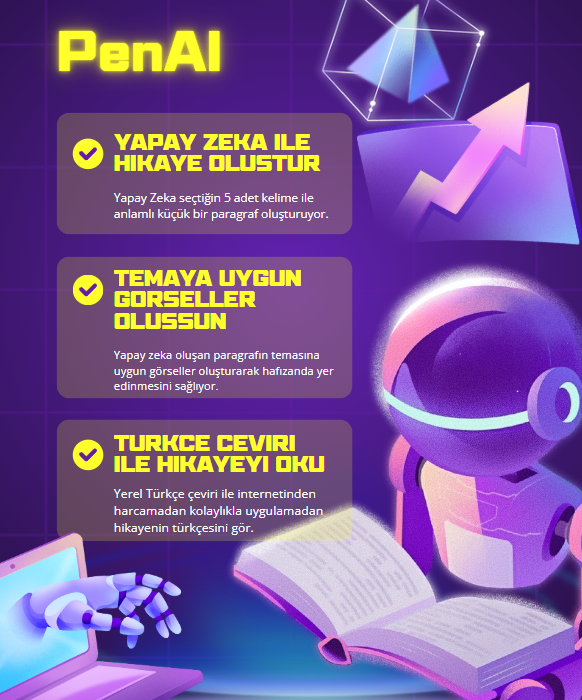 PenAI
YAPAY ZEKA ILE
HIKAYE OLUSTUR
Yapay Zeka seçtiğin 5 adet kelime ile
anlamlı küçük bir paragraf oluşturuyor.
TEMAYA UYGUN
GORSELLER
OLUSSUN
Yapay zeka oluşan paragrafın temasına
uygun görseller oluşturarak hafızanda yer
edinmesini sağlıyor.
TURKCE CEVIRI
ILE HIKAYEYI OKU
Yerel Türkçe çeviri ile internetinden
harcamadan kolaylıkla uygulamadan
hikayenin türkçesini gör.